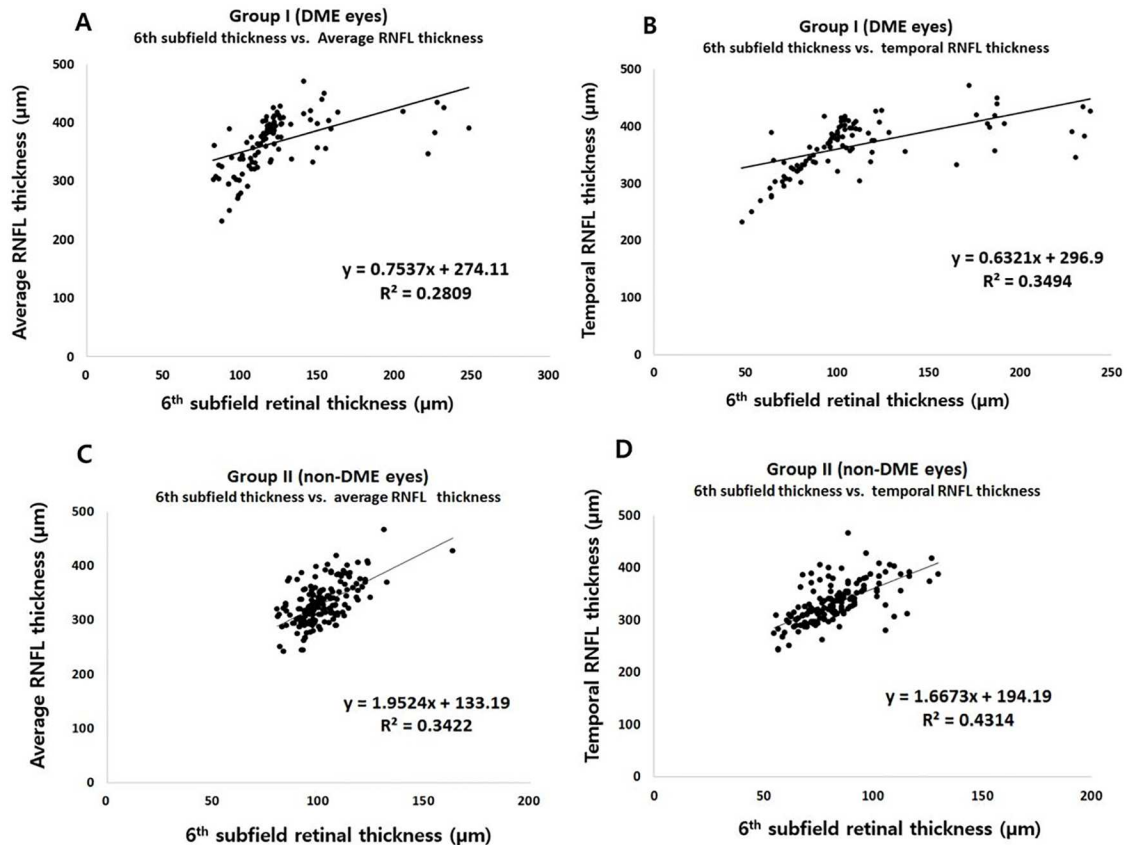 A
Group I (DME eyes)
6th subfield thickness vs. Average RNFL thickness
Average RNFL thickness (µm)
500
400
300
200
100
0
0 50 100 150 200 250 300
y = 0.7537x + 274.11
R² = 0.2809
6th subfield retinal thickness (µm)
B
Group I (DME eyes)
6th subfield thickness vs. temporal RNFL thickness
Temporal RNFL thickness (µm)
500
400
300
200
100
0
0 50 100 150 200 250
y = 0.6321x + 296.9
R² = 0.3494
6th subfield retinal thickness (µm)
C
Group II (non-DME eyes)
6th subfield thickness vs. average RNFL thickness
Average RNFL thickness (µm)
500
400
300
200
100
0
0 50 100 150 200
y = 1.9524x + 133.19
R² = 0.3422
6th subfield retinal thickness (µm)
D
Group II (non-DME eyes)
6th subfield thickness vs. temporal RNFL thickness
Temporal RNFL thickness (µm)
500
400
300
200
100
0
0 50 100 150 200
y = 1.6673x + 194.19
R² = 0.4314
6th subfield retinal thickness (µm)